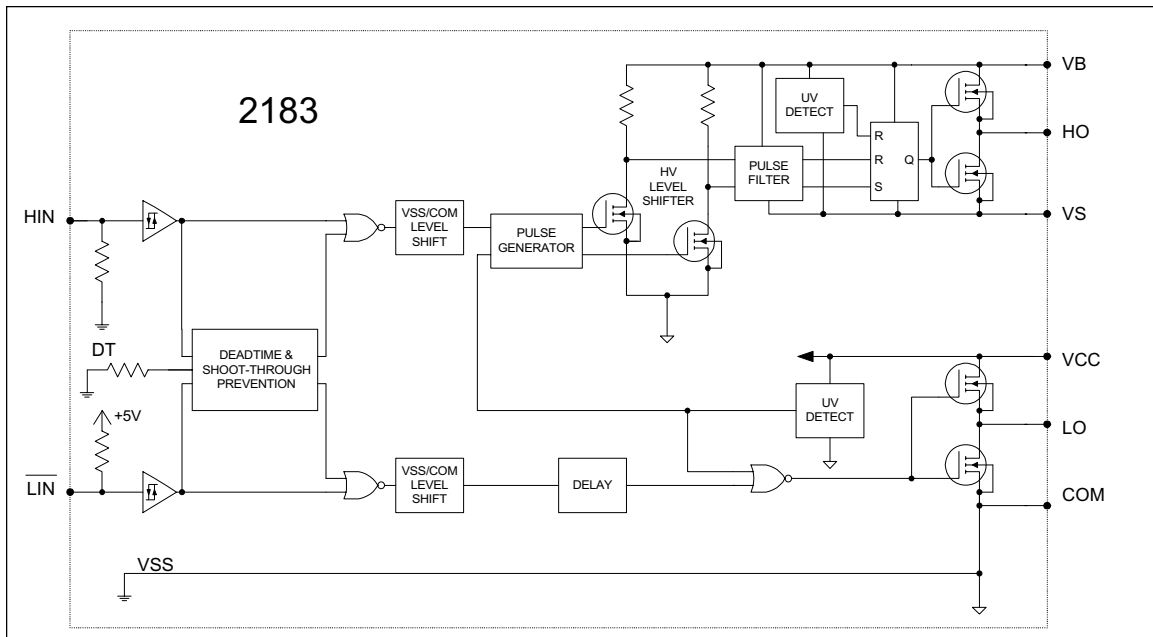 2183
VB
UV
DETECT
HO
R
R
Q
S
PULSE
FILTER
HV
LEVEL
SHIFTER
VS
HIN
VSS/COM
LEVEL
SHIFT
PULSE
GENERATOR
DT
DEADTIME &
SHOOT-THROUGH
PREVENTION
VCC
UV
DETECT
+5V
LO
LIN
VSS/COM
LEVEL
SHIFT
DELAY
COM
VSS